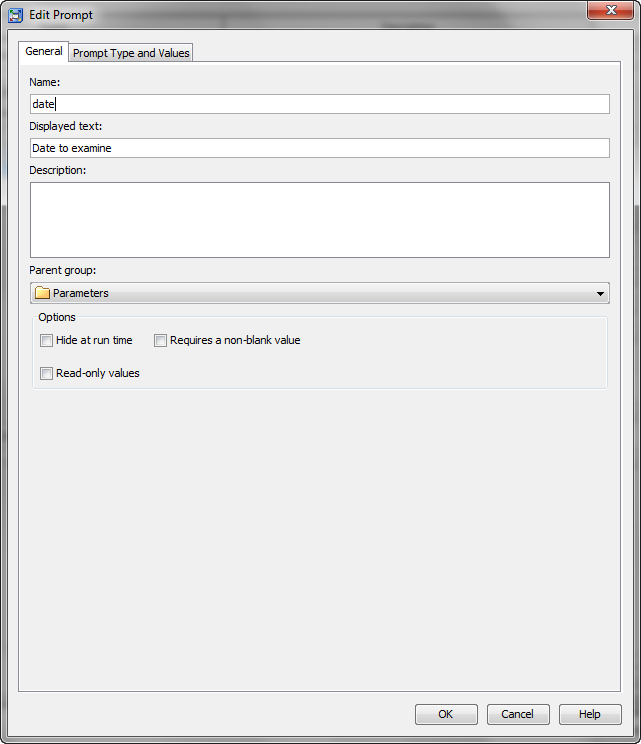 Edit Prompt
General
Prompt Type and Values
Name:
date
Displayed text:
Date to examine
Description:
Parent group:
Parameters
Options
Hide at run time
Requires a non-blank value
Read-only values
OK
Cancel
Help